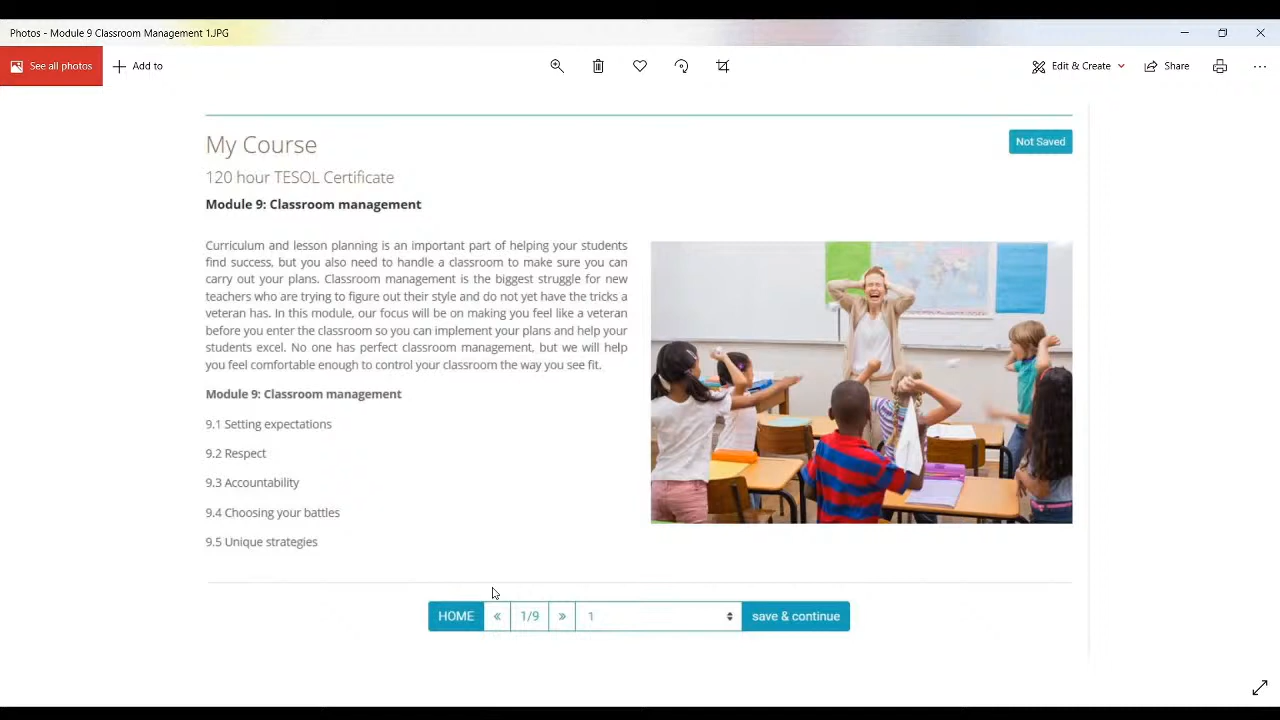 Photos - Module 9 Classroom Management 1.JPG
See all photos
Add to
Edit & Create
Share
My Course
Not Saved
120 hour TESOL Certificate
Module 9: Classroom management
Curriculum and lesson planning is an important part of helping your students
find success, but you also need to handle a classroom to make sure you can
carry out your plans. Classroom management is the biggest struggle for new
teachers who are trying to figure out their style and do not yet have the tricks a
veteran has. In this module, our focus will be on making you feel like a veteran
before you enter the classroom so you can implement your plans and help your
students excel. No one has perfect classroom management, but we will help
you feel comfortable enough to control your classroom the way you see fit.
Module 9: Classroom management
9.1 Setting expectations
9.2 Respect
9.3 Accountability
9.4 Choosing your battles
9.5 Unique strategies
HOME « 1/9 » 1 save & continue